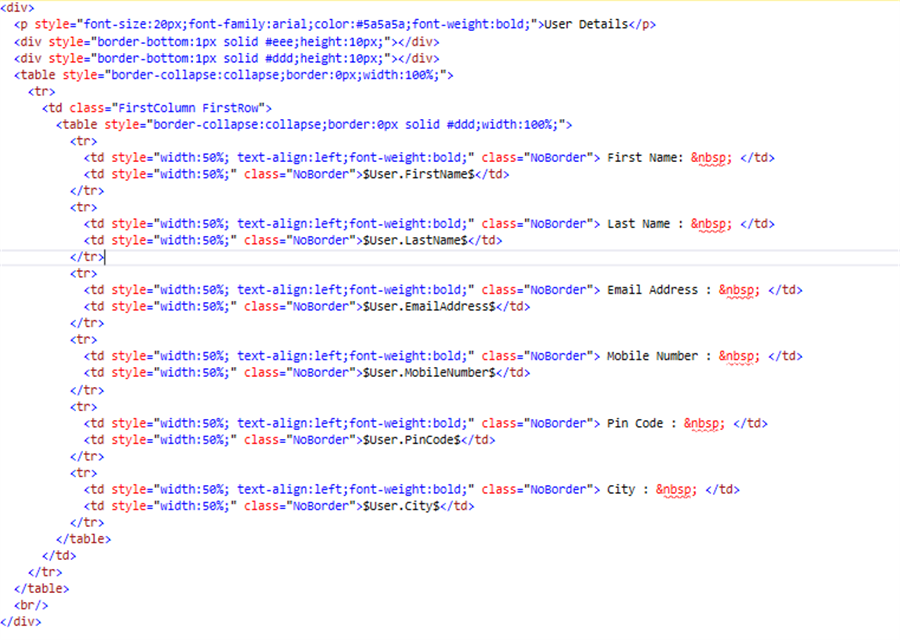 <div>
<p style="font-size:20px;font-family:arial;color:#5a5a5a;font-weight:bold;">User Details</p>
<div style="border-bottom:1px solid #eee;height:10px;"></div>
<div style="border-bottom:1px solid #ddd;height:10px;"></div>
<table style="border-collapse:collapse;border:0px;width:100%;">
<tr>
<td class="FirstColumn FirstRow">
<table style="border-collapse:collapse;border:0px solid #ddd;width:100%;">
<tr>
<td style="width:50%; text-align:left;font-weight:bold;" class="NoBorder"> First Name: &nbsp; </td>
<td style="width:50%;" class="NoBorder">$User.FirstName$</td>
</tr>
<tr>
<td style="width:50%; text-align:left;font-weight:bold;" class="NoBorder"> Last Name : &nbsp; </td>
<td style="width:50%;" class="NoBorder">$User.LastName$</td>
</tr>
<tr>
<td style="width:50%; text-align:left;font-weight:bold;" class="NoBorder"> Email Address : &nbsp; </td>
<td style="width:50%;" class="NoBorder">$User.EmailAddress$</td>
</tr>
<tr>
<td style="width:50%; text-align:left;font-weight:bold;" class="NoBorder"> Mobile Number : &nbsp; </td>
<td style="width:50%;" class="NoBorder">$User.MobileNumber$</td>
</tr>
<tr>
<td style="width:50%; text-align:left;font-weight:bold;" class="NoBorder"> Pin Code : &nbsp; </td>
<td style="width:50%;" class="NoBorder">$User.PinCode$</td>
</tr>
<tr>
<td style="width:50%; text-align:left;font-weight:bold;" class="NoBorder"> City : &nbsp; </td>
<td style="width:50%;" class="NoBorder">$User.City$</td>
</tr>
</table>
</td>
</tr>
</table>
<br/>
</div>